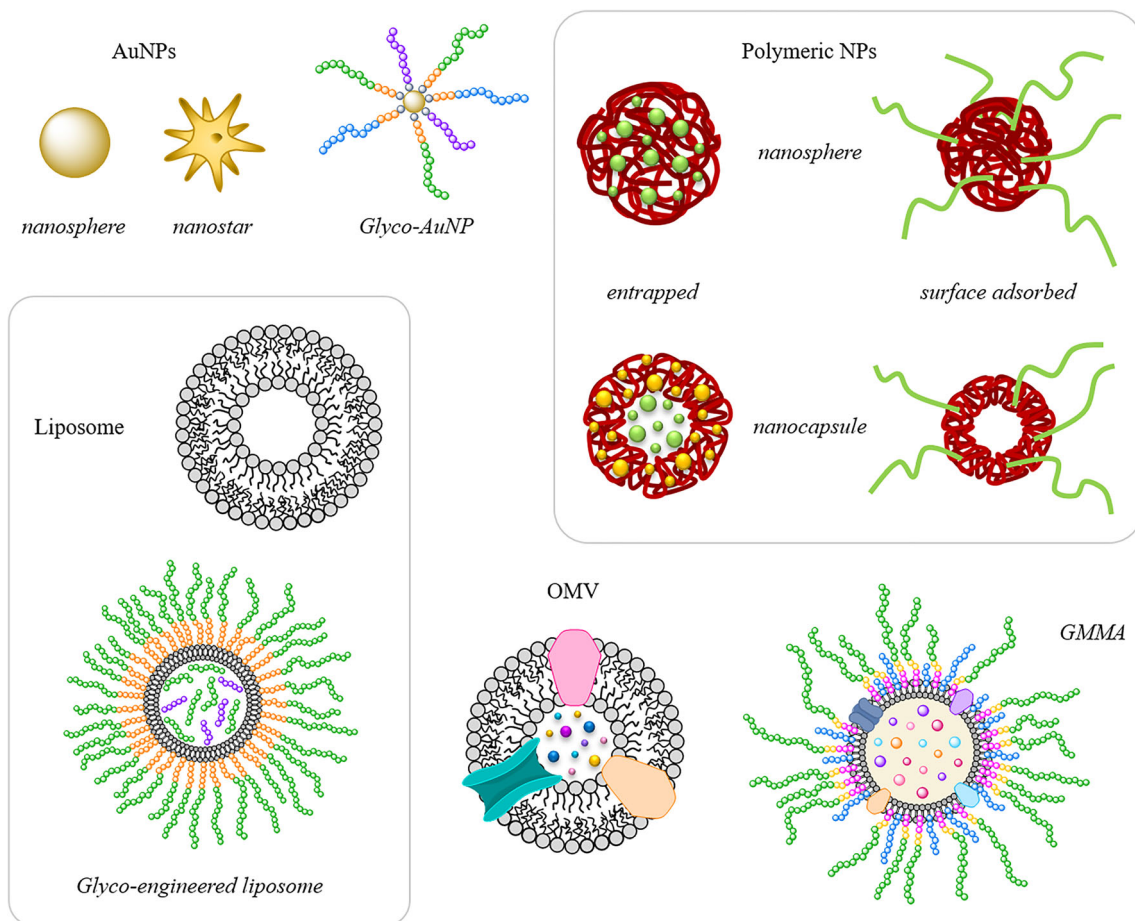 AuNPs
nanosphere
nanostar
Glyco-AuNP
Polymeric NPs
nanosphere
entrapped
surface adsorbed
nanocapsule
Liposome
Glyco-engineered liposome
OMV
GMMA